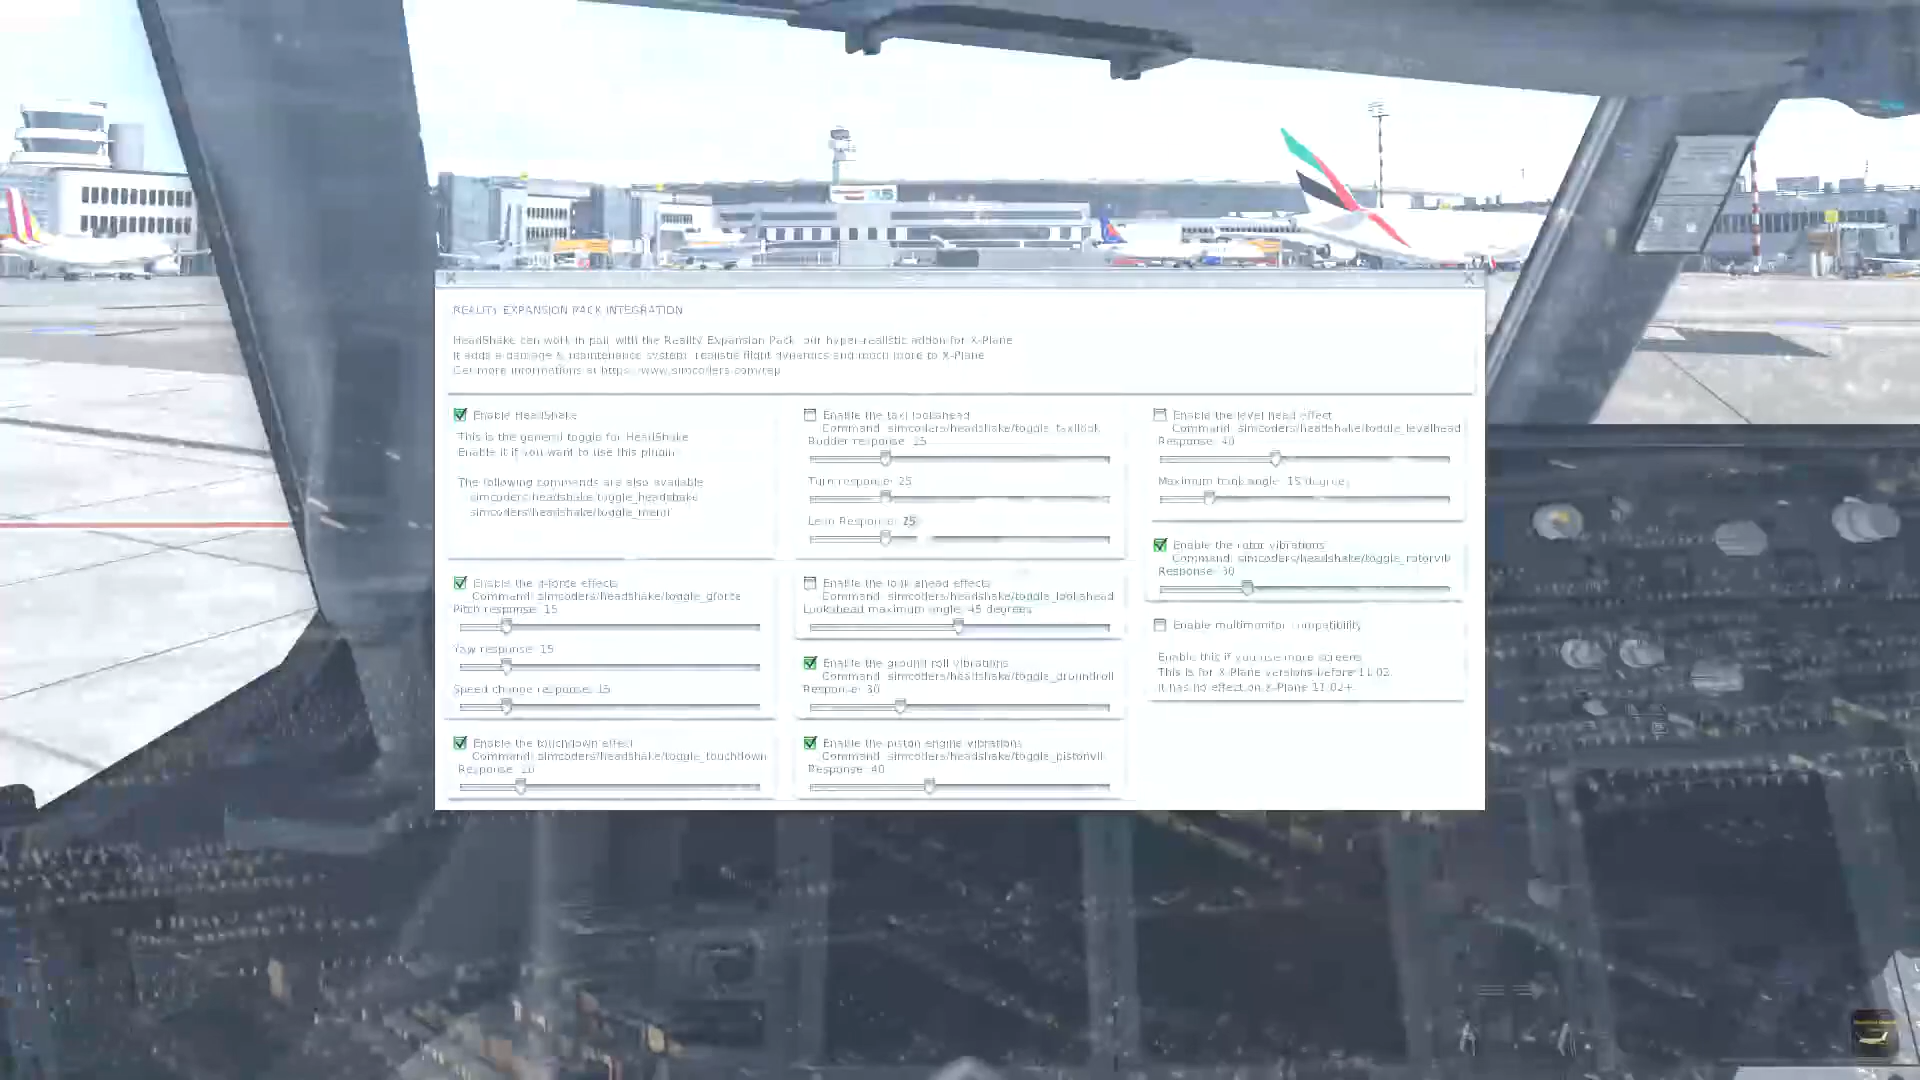 REALITY EXPANSION PACK INTEGRATION
HeadShake can work in pair with the Reality Expansion Pack, our hyper-realistic addon for X-Plane
It adds a damage & maintenance system, realistic flight dynamics and much more to X-Plane
Get more informations at https://www.simcoders.com/rep
Enable HeadShake
This is the general toggle for HeadShake
Enable it if you want to use this plugin
The following commands are also available
simcoders/headshake/toggle_headshake
simcoders/headshake/toggle_menu
Enable the g-force effects
Command: simcoders/headshake/toggle_gforce
Pitch response: 15
Yaw response: 15
Speed change response: 15
Enable the touchdown effect
Command: simcoders/headshake/toggle_touchdown
Response: 20
Enable the taxi lookahead
Command: simcoders/headshake/toggle_taxilook
Rudder response: 25
Turn response: 25
Lean Response: 25
Enable the look ahead effects
Command: simcoders/headshake/toggle_lookahead
Lookahead maximum angle: 45 degrees
Enable the ground roll vibrations
Command: simcoders/headshake/toggle_groundroll
Response: 30
Enable the piston engine vibrations
Command: simcoders/headshake/toggle_pistonvib
Response: 40
Enable the level head effect
Command: simcoders/headshake/toggle_levelhead
Response: 40
Maximum bank angle: 15 degrees
Enable the rotor vibrations
Command: simcoders/headshake/toggle_rotorvib
Response: 30
Enable multimonitor compatibility
Enable this if you use more screens
This is for X-Plane versions before 11.02.
It has no effect on X-Plane 11.02+